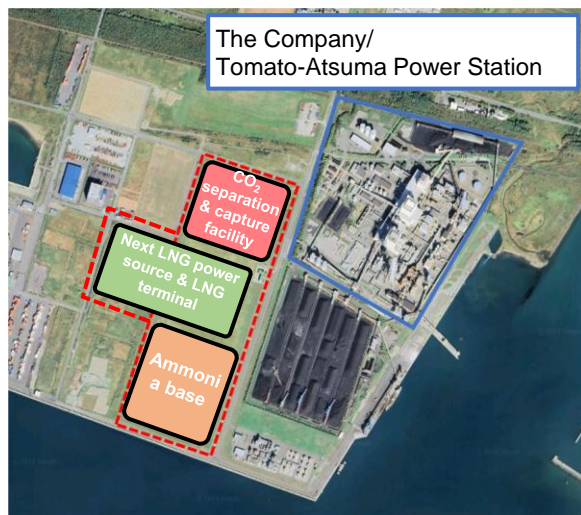 The Company/
Tomato-Atsuma Power Station
CO2
separation
& capture
facility
Next LNG power
source & LNG
terminal
Ammoni
a base